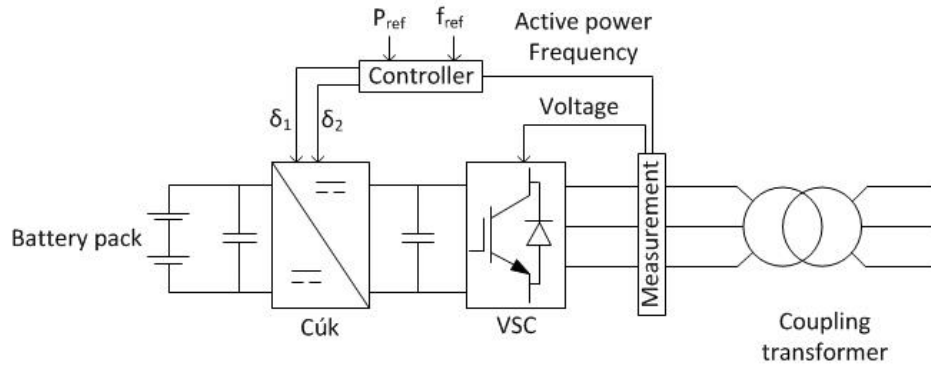 P_ref
f_ref
Active power
Frequency
Controller
Voltage
δ₁
δ₂
Measurement
Battery pack
Cúk
VSC
Coupling
transformer